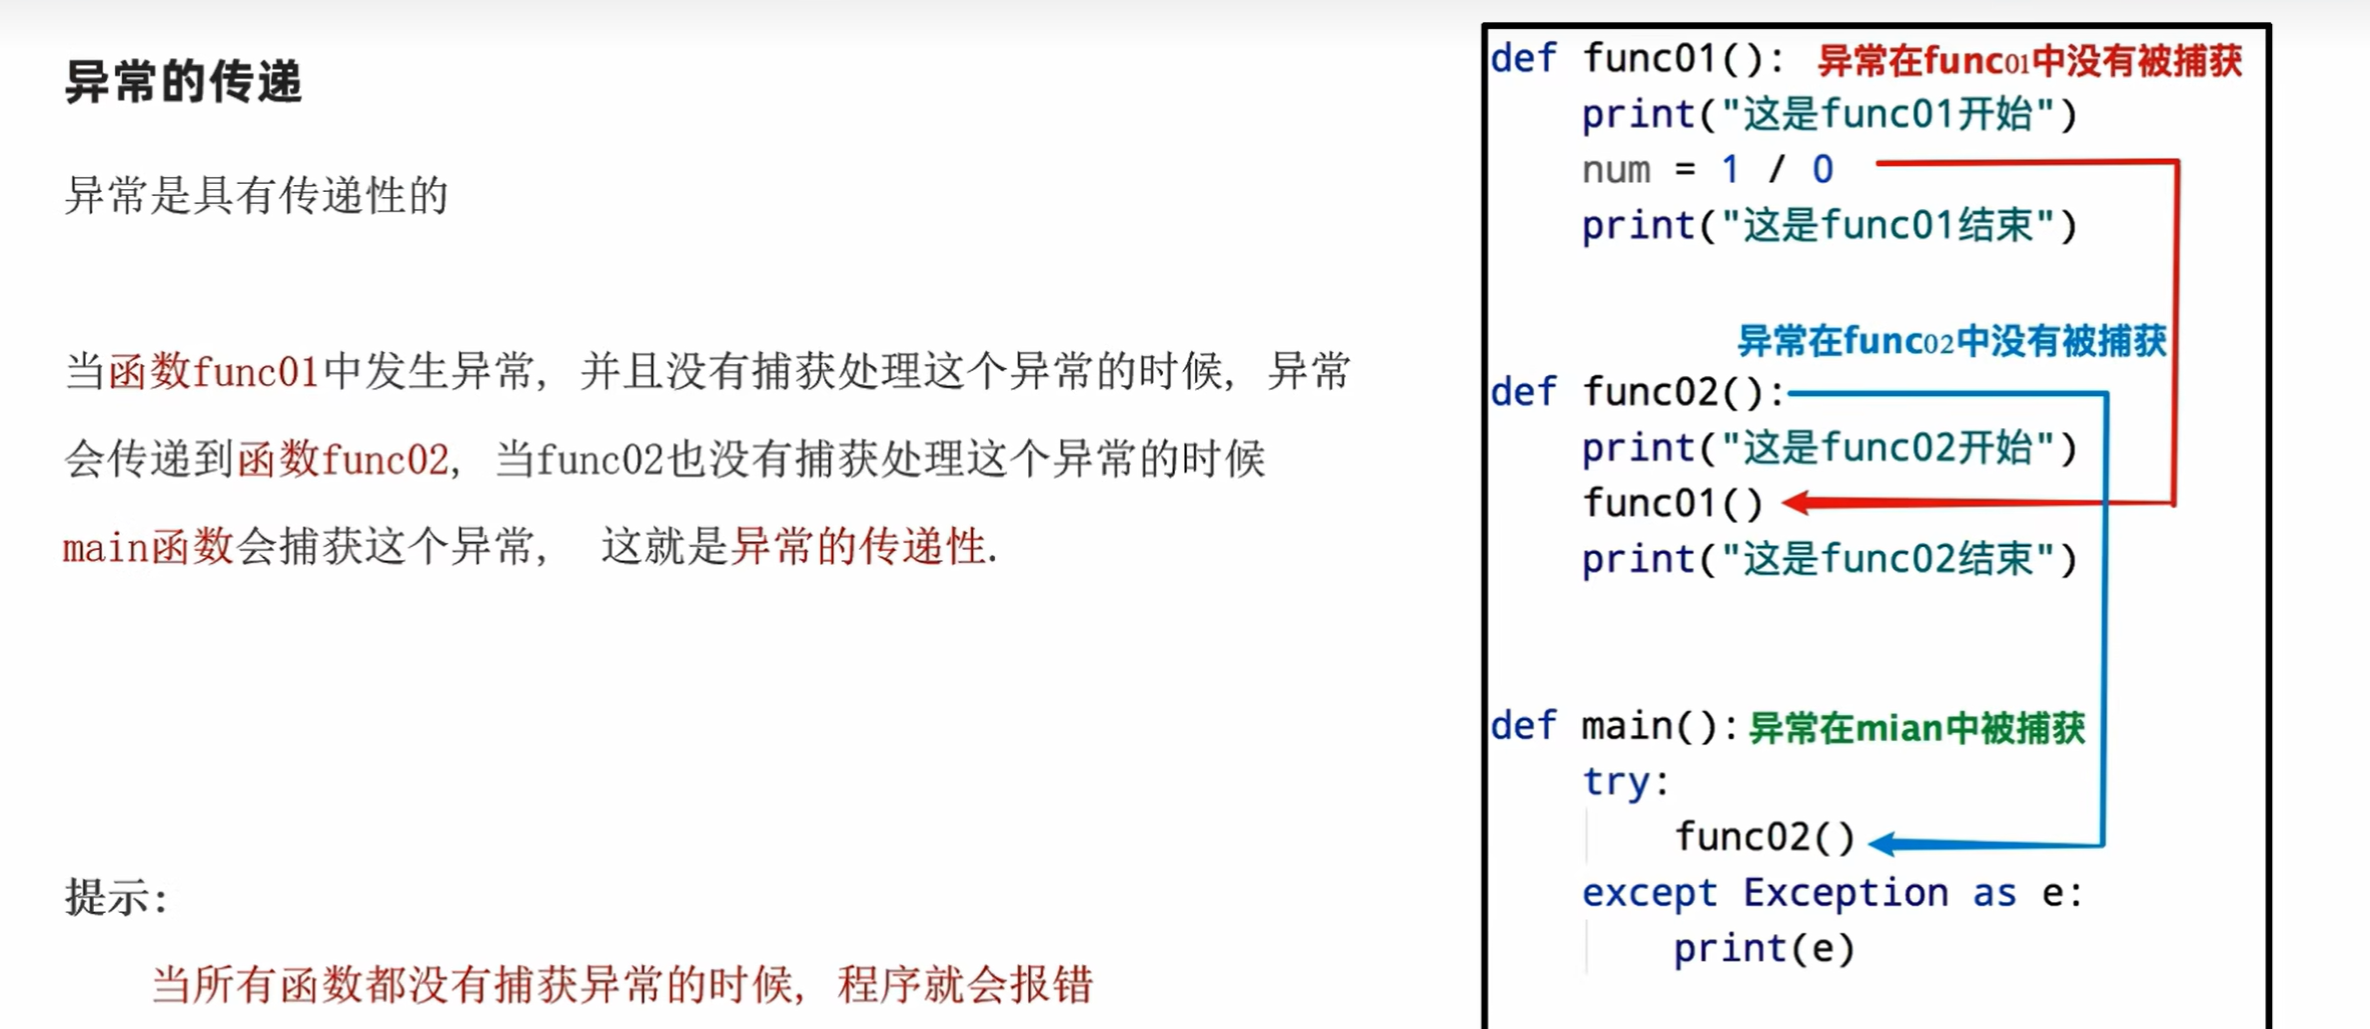 异常的传递
异常是具有传递性的
当函数func01中发生异常, 并且没有捕获处理这个异常的时候, 异常
会传递到函数func02, 当func02也没有捕获处理这个异常的时候
main函数会捕获这个异常, 这就是异常的传递性.
提示:
当所有函数都没有捕获异常的时候, 程序就会报错
def func01(): 异常在func01中没有被捕获
    print("这是func01开始")
    num = 1 / 0
    print("这是func01结束")
异常在func02中没有被捕获
def func02():
    print("这是func02开始")
    func01()
    print("这是func02结束")
def main(): 异常在mian中被捕获
    try:
        func02()
    except Exception as e:
        print(e)